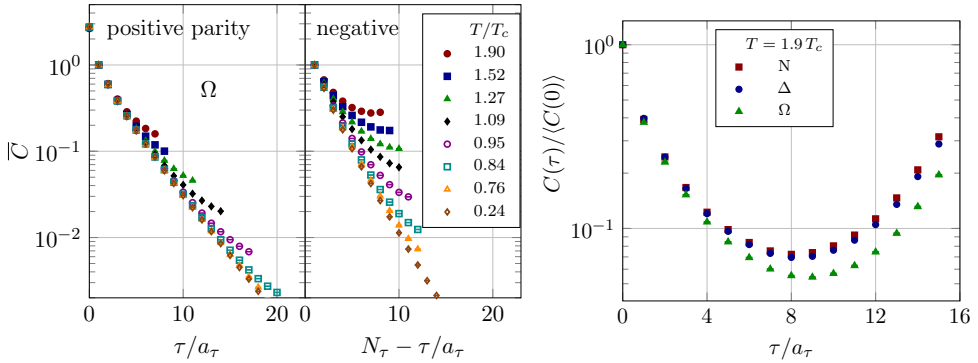 positive parity
negative
Ω
T/T_c
1.90
1.52
1.27
1.09
0.95
0.84
0.76
0.24
C̅
10^0
10^{-1}
10^{-2}
0 10 20
τ/a_τ
0 10 20
N_τ − τ/a_τ
T = 1.9 T_c
N
Δ
Ω
C(τ)/⟨⟨C(0)⟩⟩
10^0
10^{-1}
0 4 8 12 16
τ/a_τ